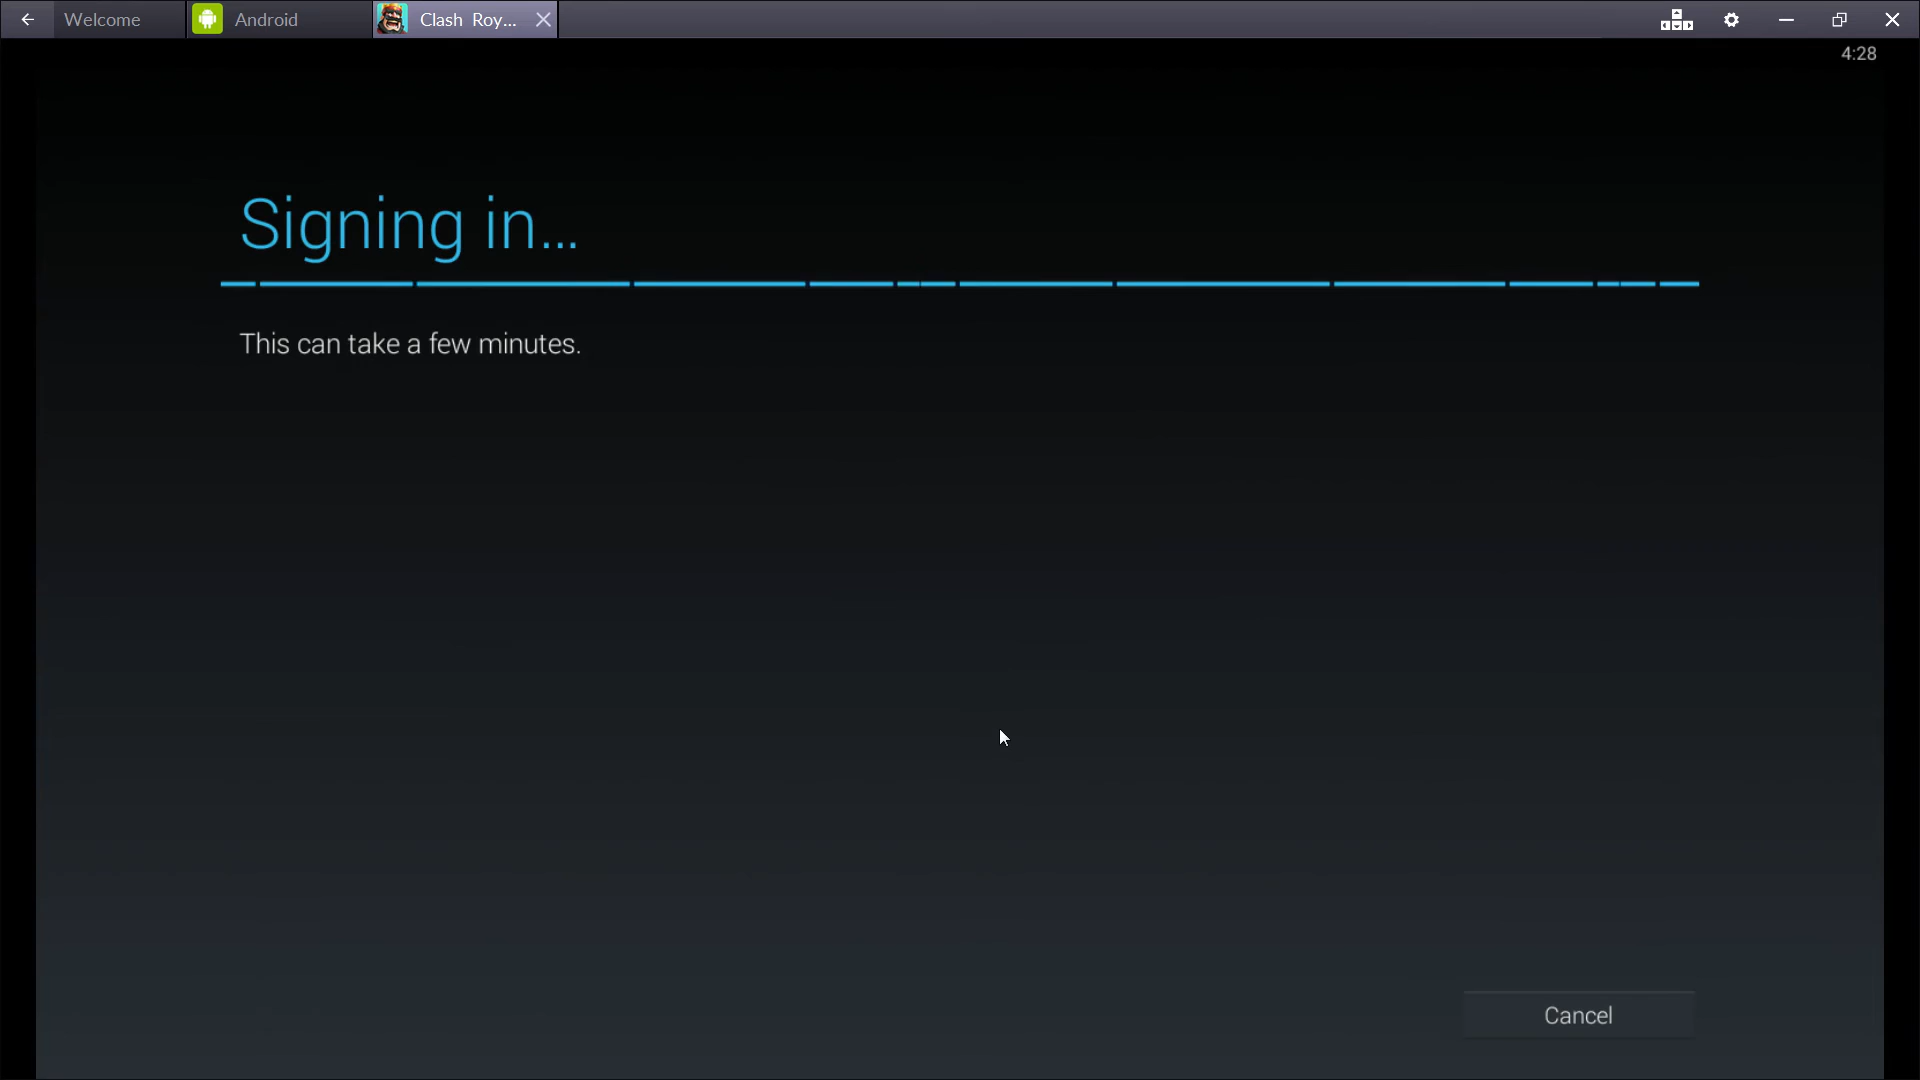 Welcome
Android
Clash Roy...
4:28
Signing in...
This can take a few minutes.
Cancel